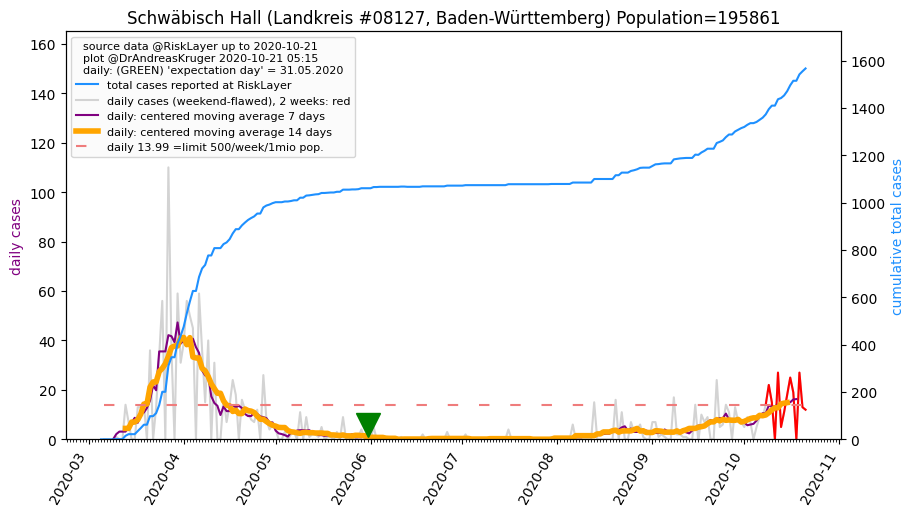 Schwäbisch Hall (Landkreis #08127, Baden-Württemberg) Population=195861
source data @RiskLayer up to 2020-10-21
plot @DrAndreasKruger 2020-10-21 05:15
daily: (GREEN) 'expectation day' = 31.05.2020
total cases reported at RiskLayer
daily cases (weekend-flawed), 2 weeks: red
daily: centered moving average 7 days
daily: centered moving average 14 days
daily 13.99 =limit 500/week/1mio pop.
daily cases
160
140
120
100
80
60
40
20
0
cumulative total cases
1600
1400
1200
1000
800
600
400
200
0
2020-03
2020-04
2020-05
2020-06
2020-07
2020-08
2020-09
2020-10
2020-11